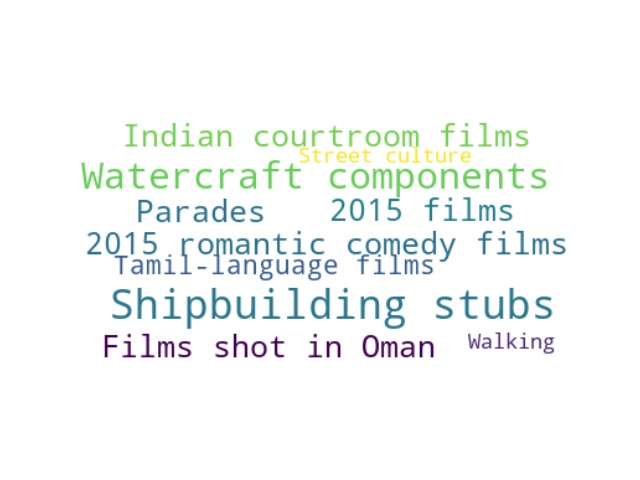 Indian courtroom films
Street culture
Watercraft components
Parades
2015 films
2015 romantic comedy films
Tamil-language films
Shipbuilding stubs
Films shot in Oman
Walking